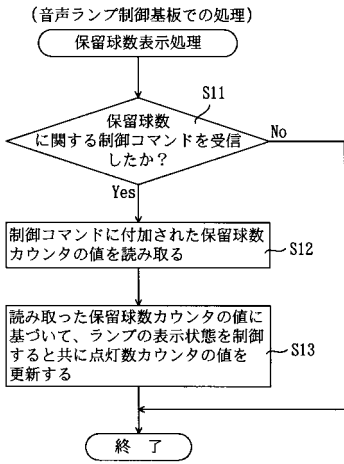 (音声ランプ制御基板での処理)
保留球数表示処理
S11
保留球数
に関する制御コマンドを受信
したか？
No
Yes
制御コマンドに付加された保留球数
カウンタの値を読み取る
S12
読み取った保留球数カウンタの値に
基づいて、ランプの表示状態を制御
すると共に点灯数カウンタの値を
更新する
S13
終 了